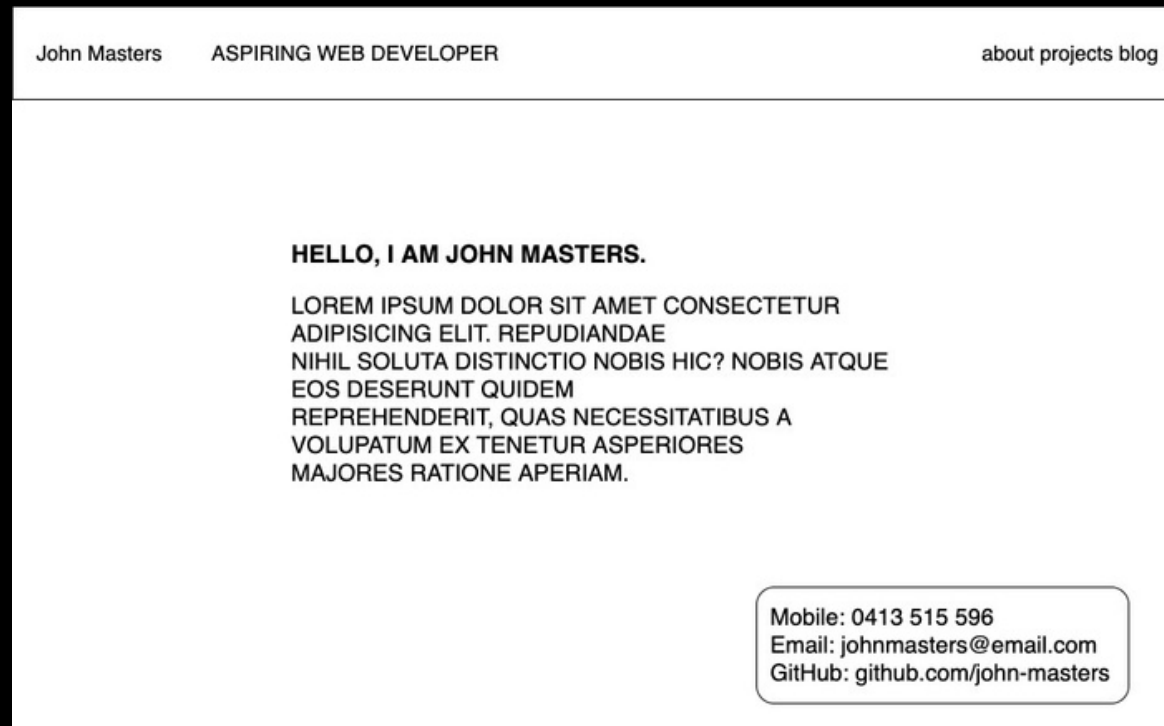 John Masters ASPIRING WEB DEVELOPER about projects blog
HELLO, I AM JOHN MASTERS.
LOREM IPSUM DOLOR SIT AMET CONSECTETUR
ADIPISICING ELIT. REPUDIANDAE
NIHIL SOLUTA DISTINCTIO NOBIS HIC? NOBIS ATQUE
EOS DESERUNT QUIDEM
REPREHENDERIT, QUAS NECESSITATIBUS A
VOLUPATUM EX TENETUR ASPERIORES
MAJORES RATIONE APERIAM.
Mobile: 0413 515 596
Email: johnmasters@email.com
GitHub: github.com/john-masters